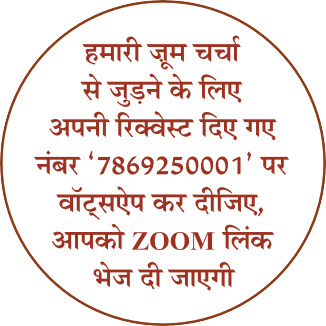 हमारी ज़ूम चर्चा
से जुड़ने के लिए
अपनी रिक्वेस्ट दिए गए
नंबर ‘7869250001’ पर
वॉट्सऐप कर दीजिए,
आपको ZOOM लिंक
भेज दी जाएगी